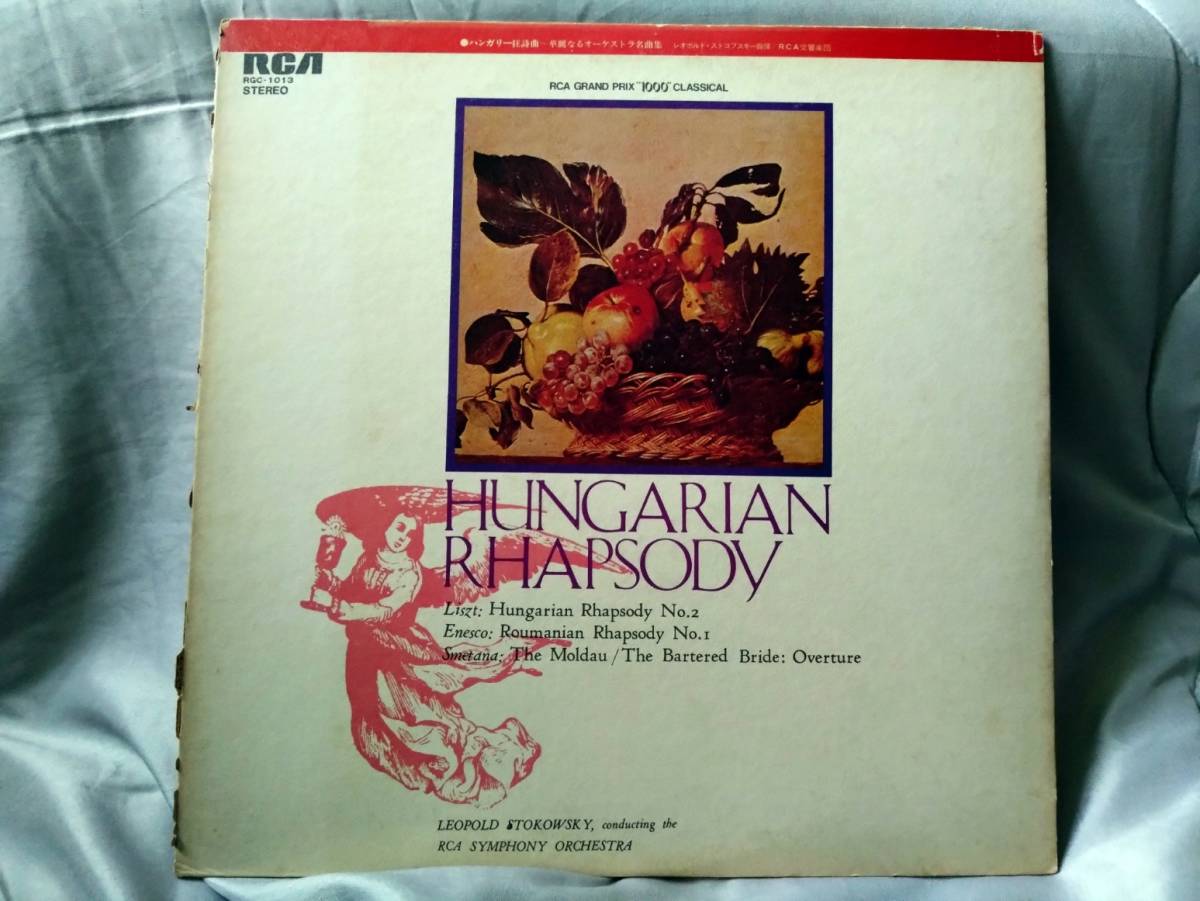 ●ハンガリー狂詩曲~華麗なるオーケストラ名曲集 レオポルド・ストコフスキー指揮/RCA交響楽団
RCA
RGC-1013
STEREO
RCA GRAND PRIX "1000" CLASSICAL
HUNGARIAN
RHAPSODY
Liszt: Hungarian Rhapsody No.2
Enesco: Roumanian Rhapsody No.1
Smetana: The Moldau/The Bartered Bride: Overture
LEOPOLD STOKOWSKY, conducting the
RCA SYMPHONY ORCHESTRA